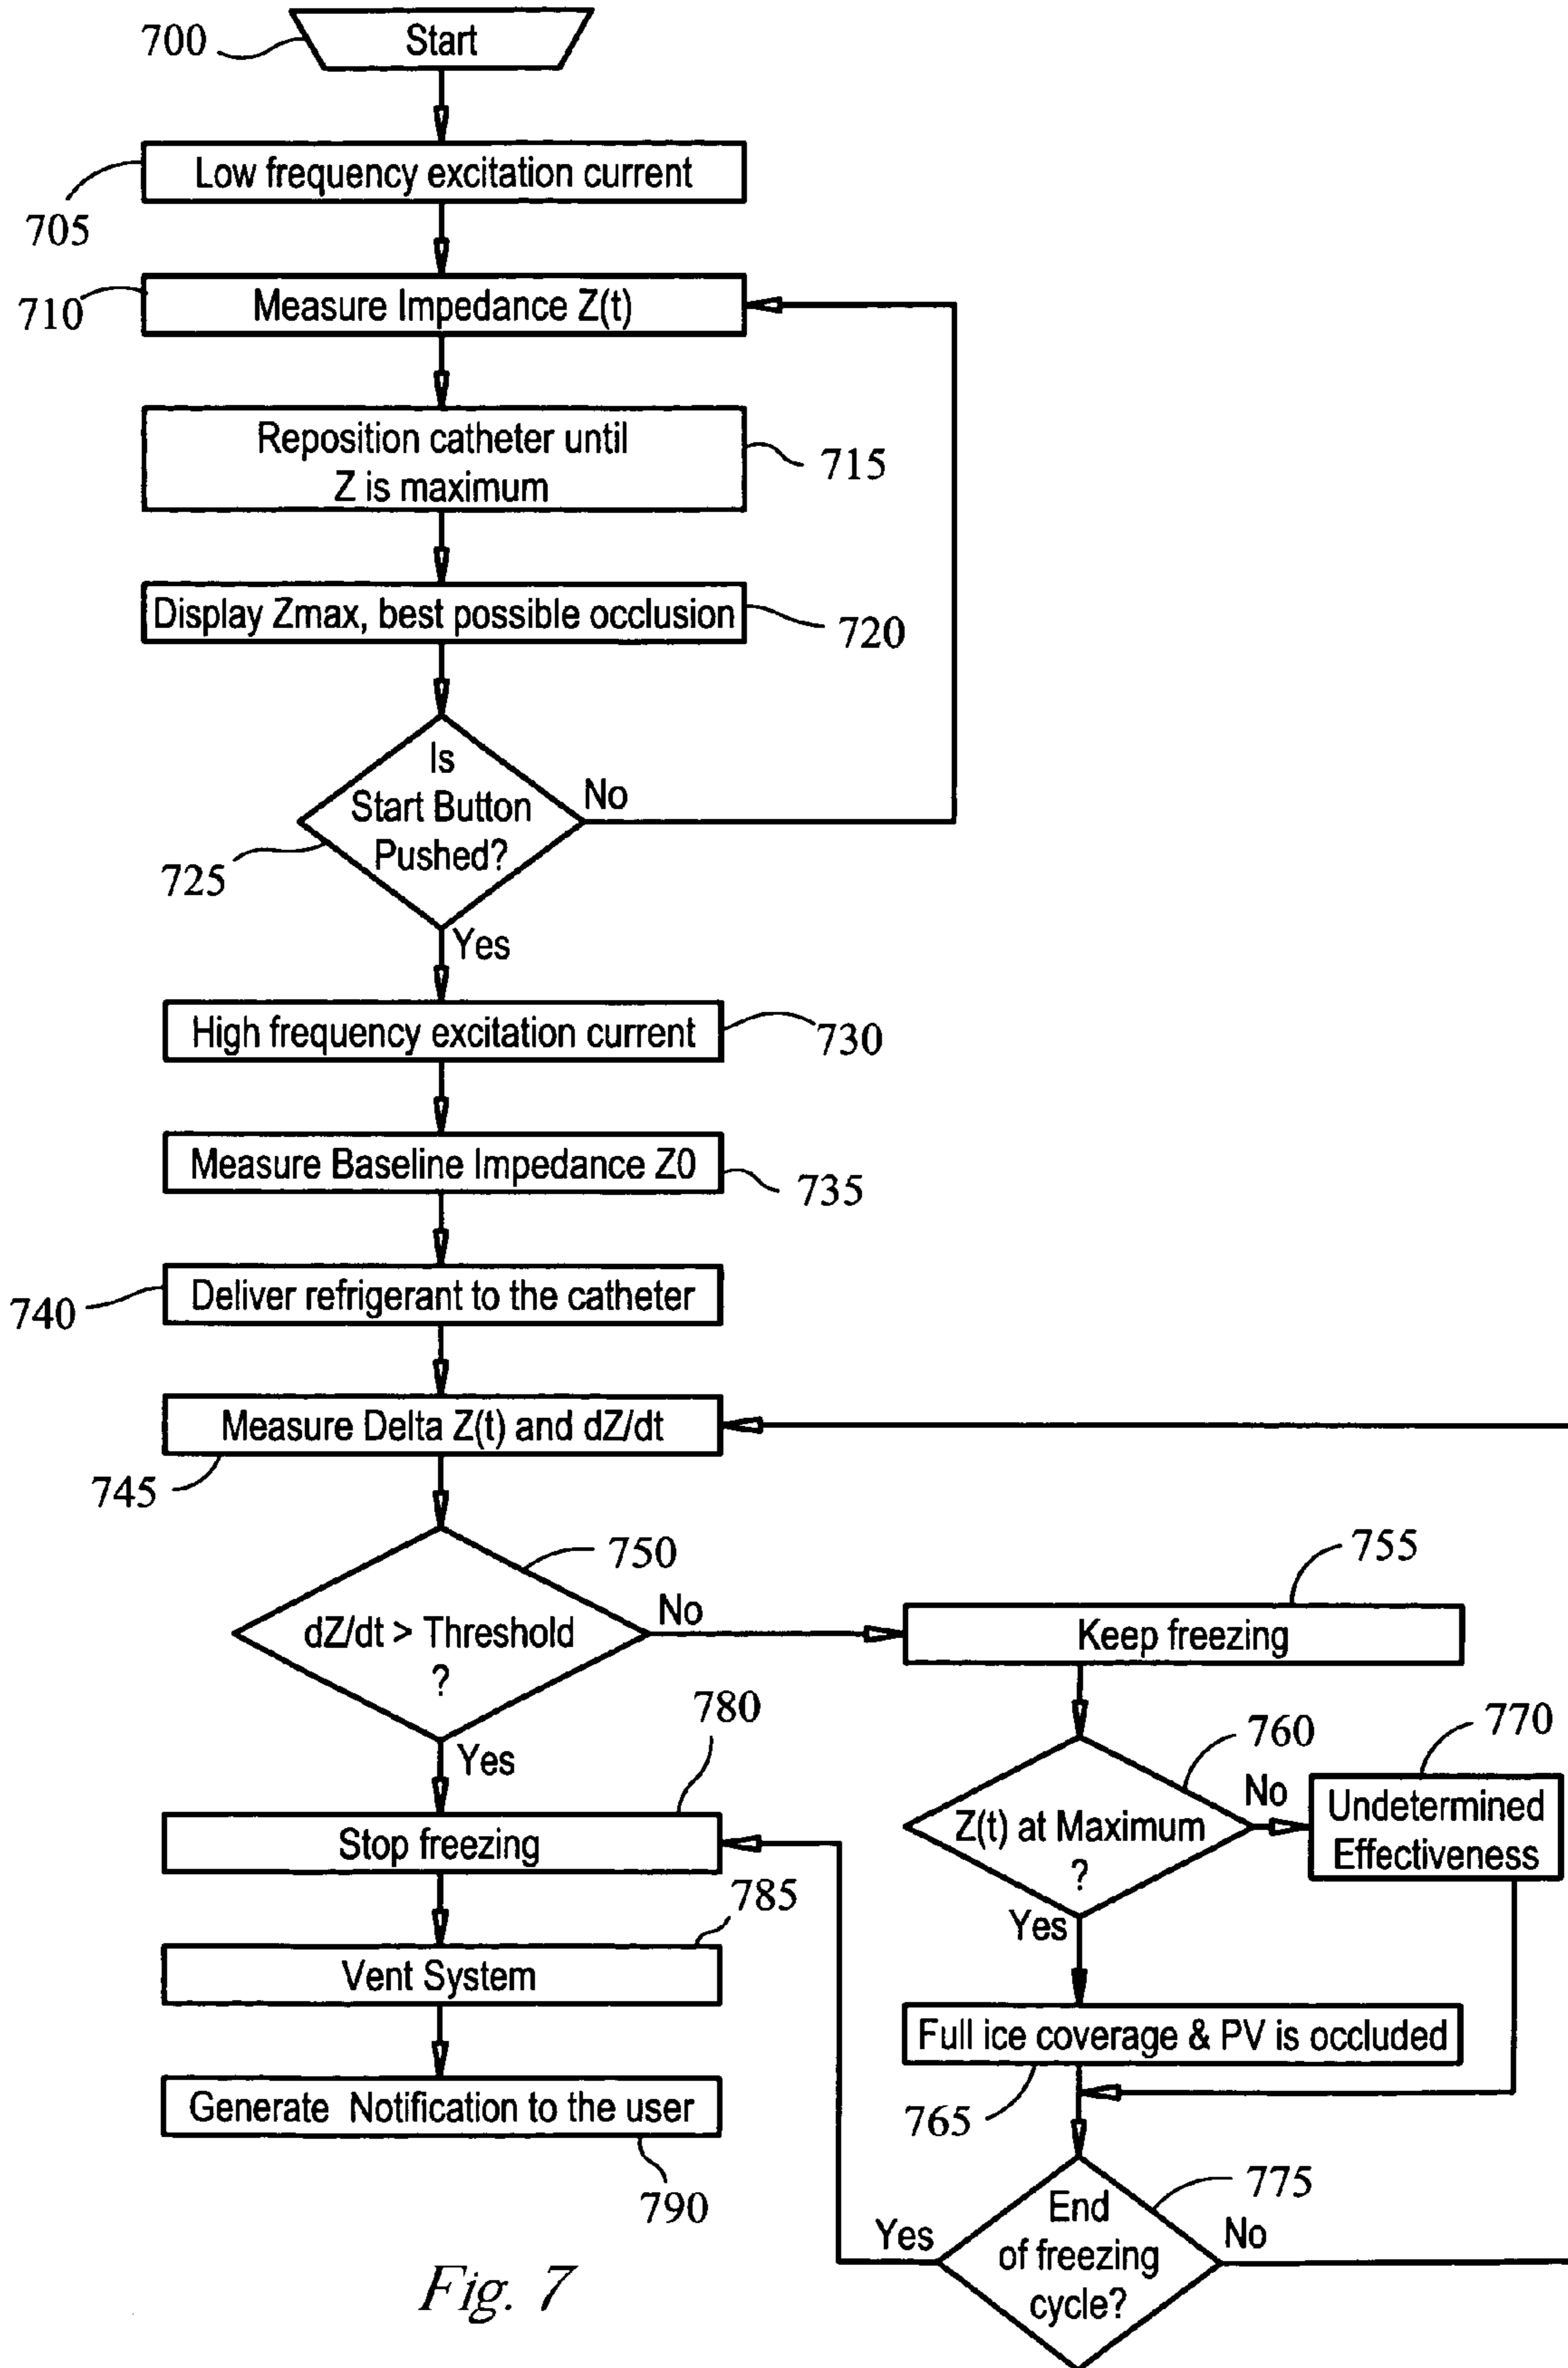 700
Start
Low frequency excitation current
705
Measure Impedance Z(t)
710
Reposition catheter until
Z is maximum
715
Display Zmax, best possible occlusion
720
Is
Start Button
Pushed?
No
725
Yes
High frequency excitation current
730
Measure Baseline Impedance Z0
735
Deliver refrigerant to the catheter
740
Measure Delta Z(t) and dZ/dt
745
750
dZ/dt > Threshold
?
No
Yes
755
Keep freezing
760
Z(t) at Maximum
?
No
770
Undetermined
Effectiveness
Yes
Full ice coverage & PV is occluded
765
775
End
of freezing
cycle?
Yes
No
780
Stop freezing
785
Vent System
Generate Notification to the user
790
Fig. 7